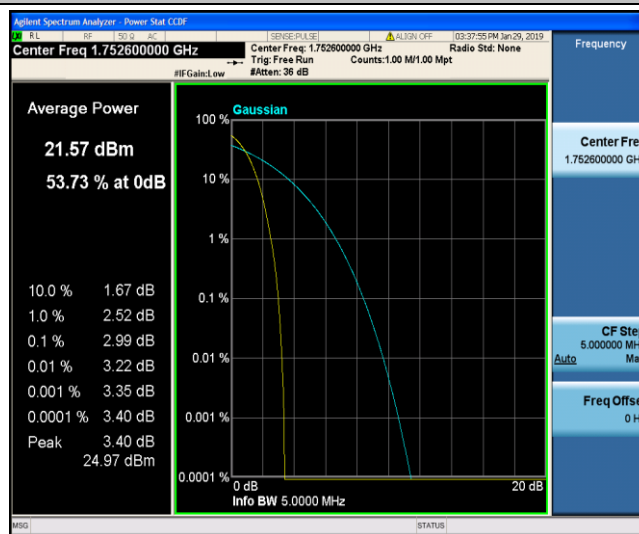 Agilent Spectrum Analyzer - Power Stat CCDF
RL RF 50 Ω AC SENSE:PULSE ALIGN OFF 03:37:55 PM Jan 29, 2019
Center Freq 1.752600000 GHz
Center Freq: 1.752600000 GHz Radio Std: None
Trig: Free Run Counts:1.00 M/1.00 Mpt
#IFGain:Low #Atten: 36 dB
Frequency
Average Power
21.57 dBm
53.73 % at 0dB
10.0 % 1.67 dB
1.0 % 2.52 dB
0.1 % 2.99 dB
0.01 % 3.22 dB
0.001 % 3.35 dB
0.0001 % 3.40 dB
Peak 3.40 dB
24.97 dBm
Gaussian
100 %
10 %
1 %
0.1 %
0.01 %
0.001 %
0.0001 %
0 dB 20 dB
Info BW 5.0000 MHz
Center Fre
1.752600000 GH
CF Ste
5.000000 MH
Auto Ma
Freq Offse
0 H
MSG STATUS